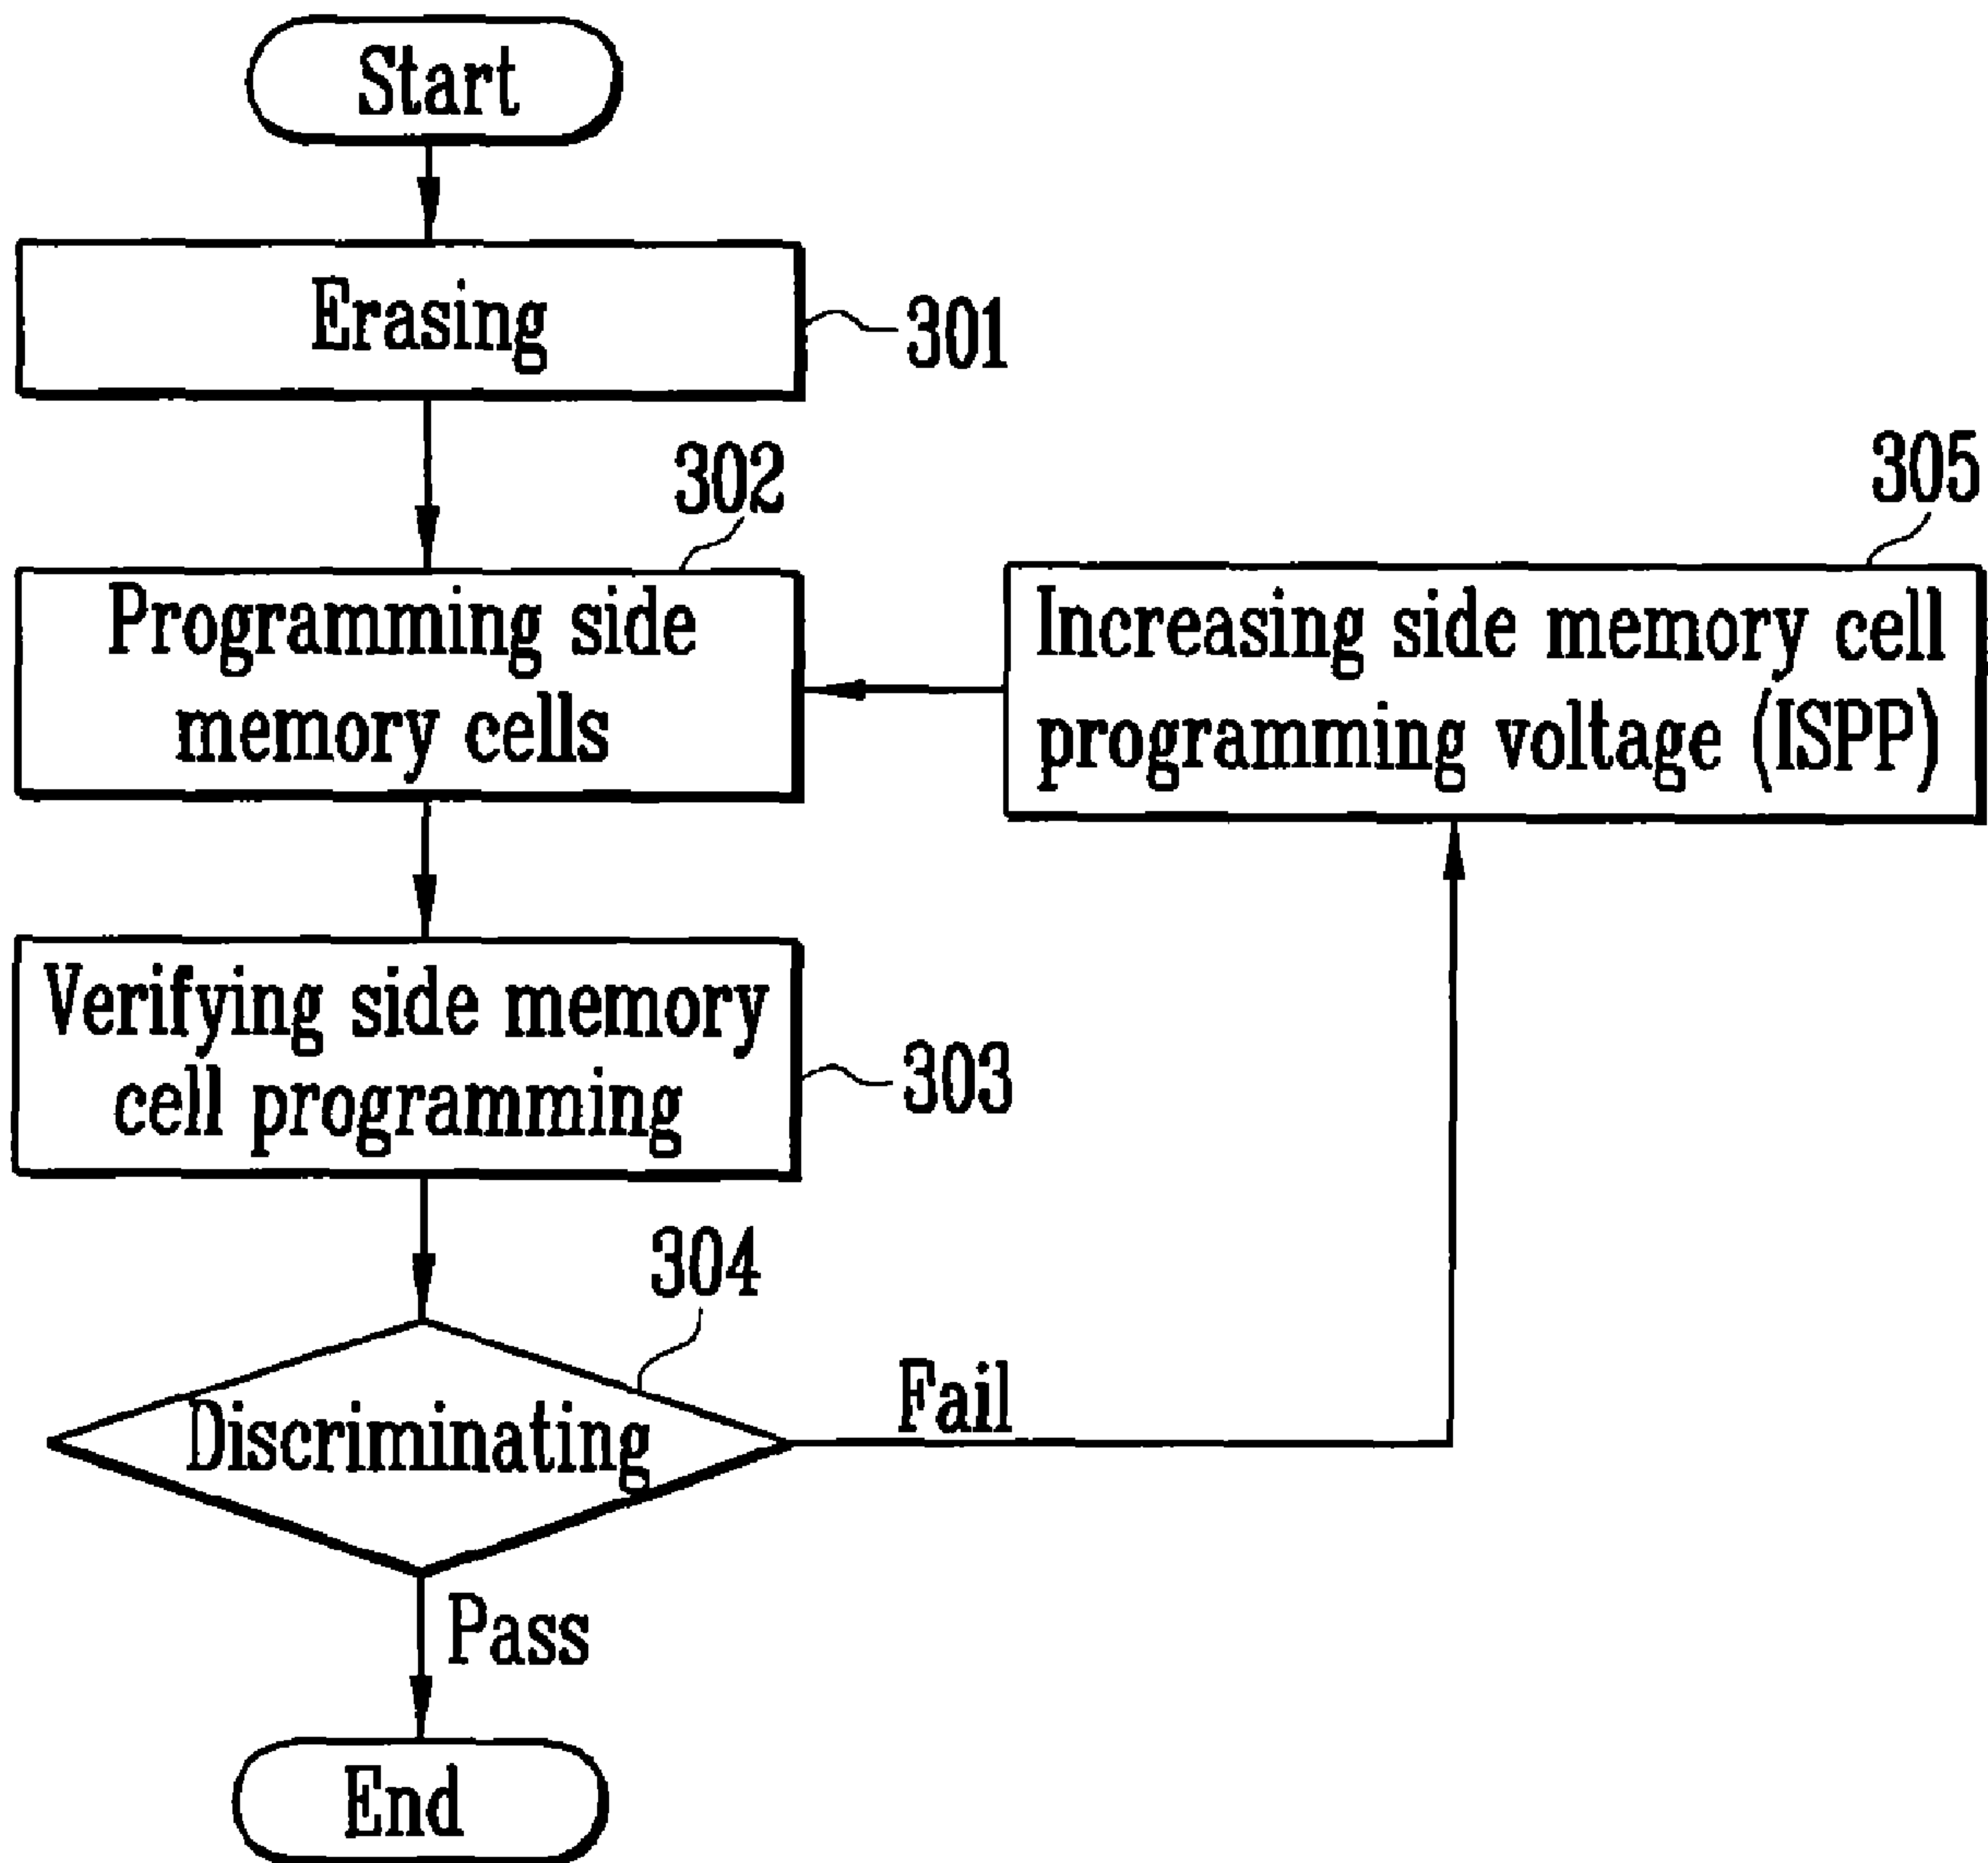 Start
Erasing
301
302
Programming side
memory cells
305
Increasing side memory cell
programming voltage (ISPP)
Verifying side memory
cell programming
303
304
Discriminating
Fail
Pass
End